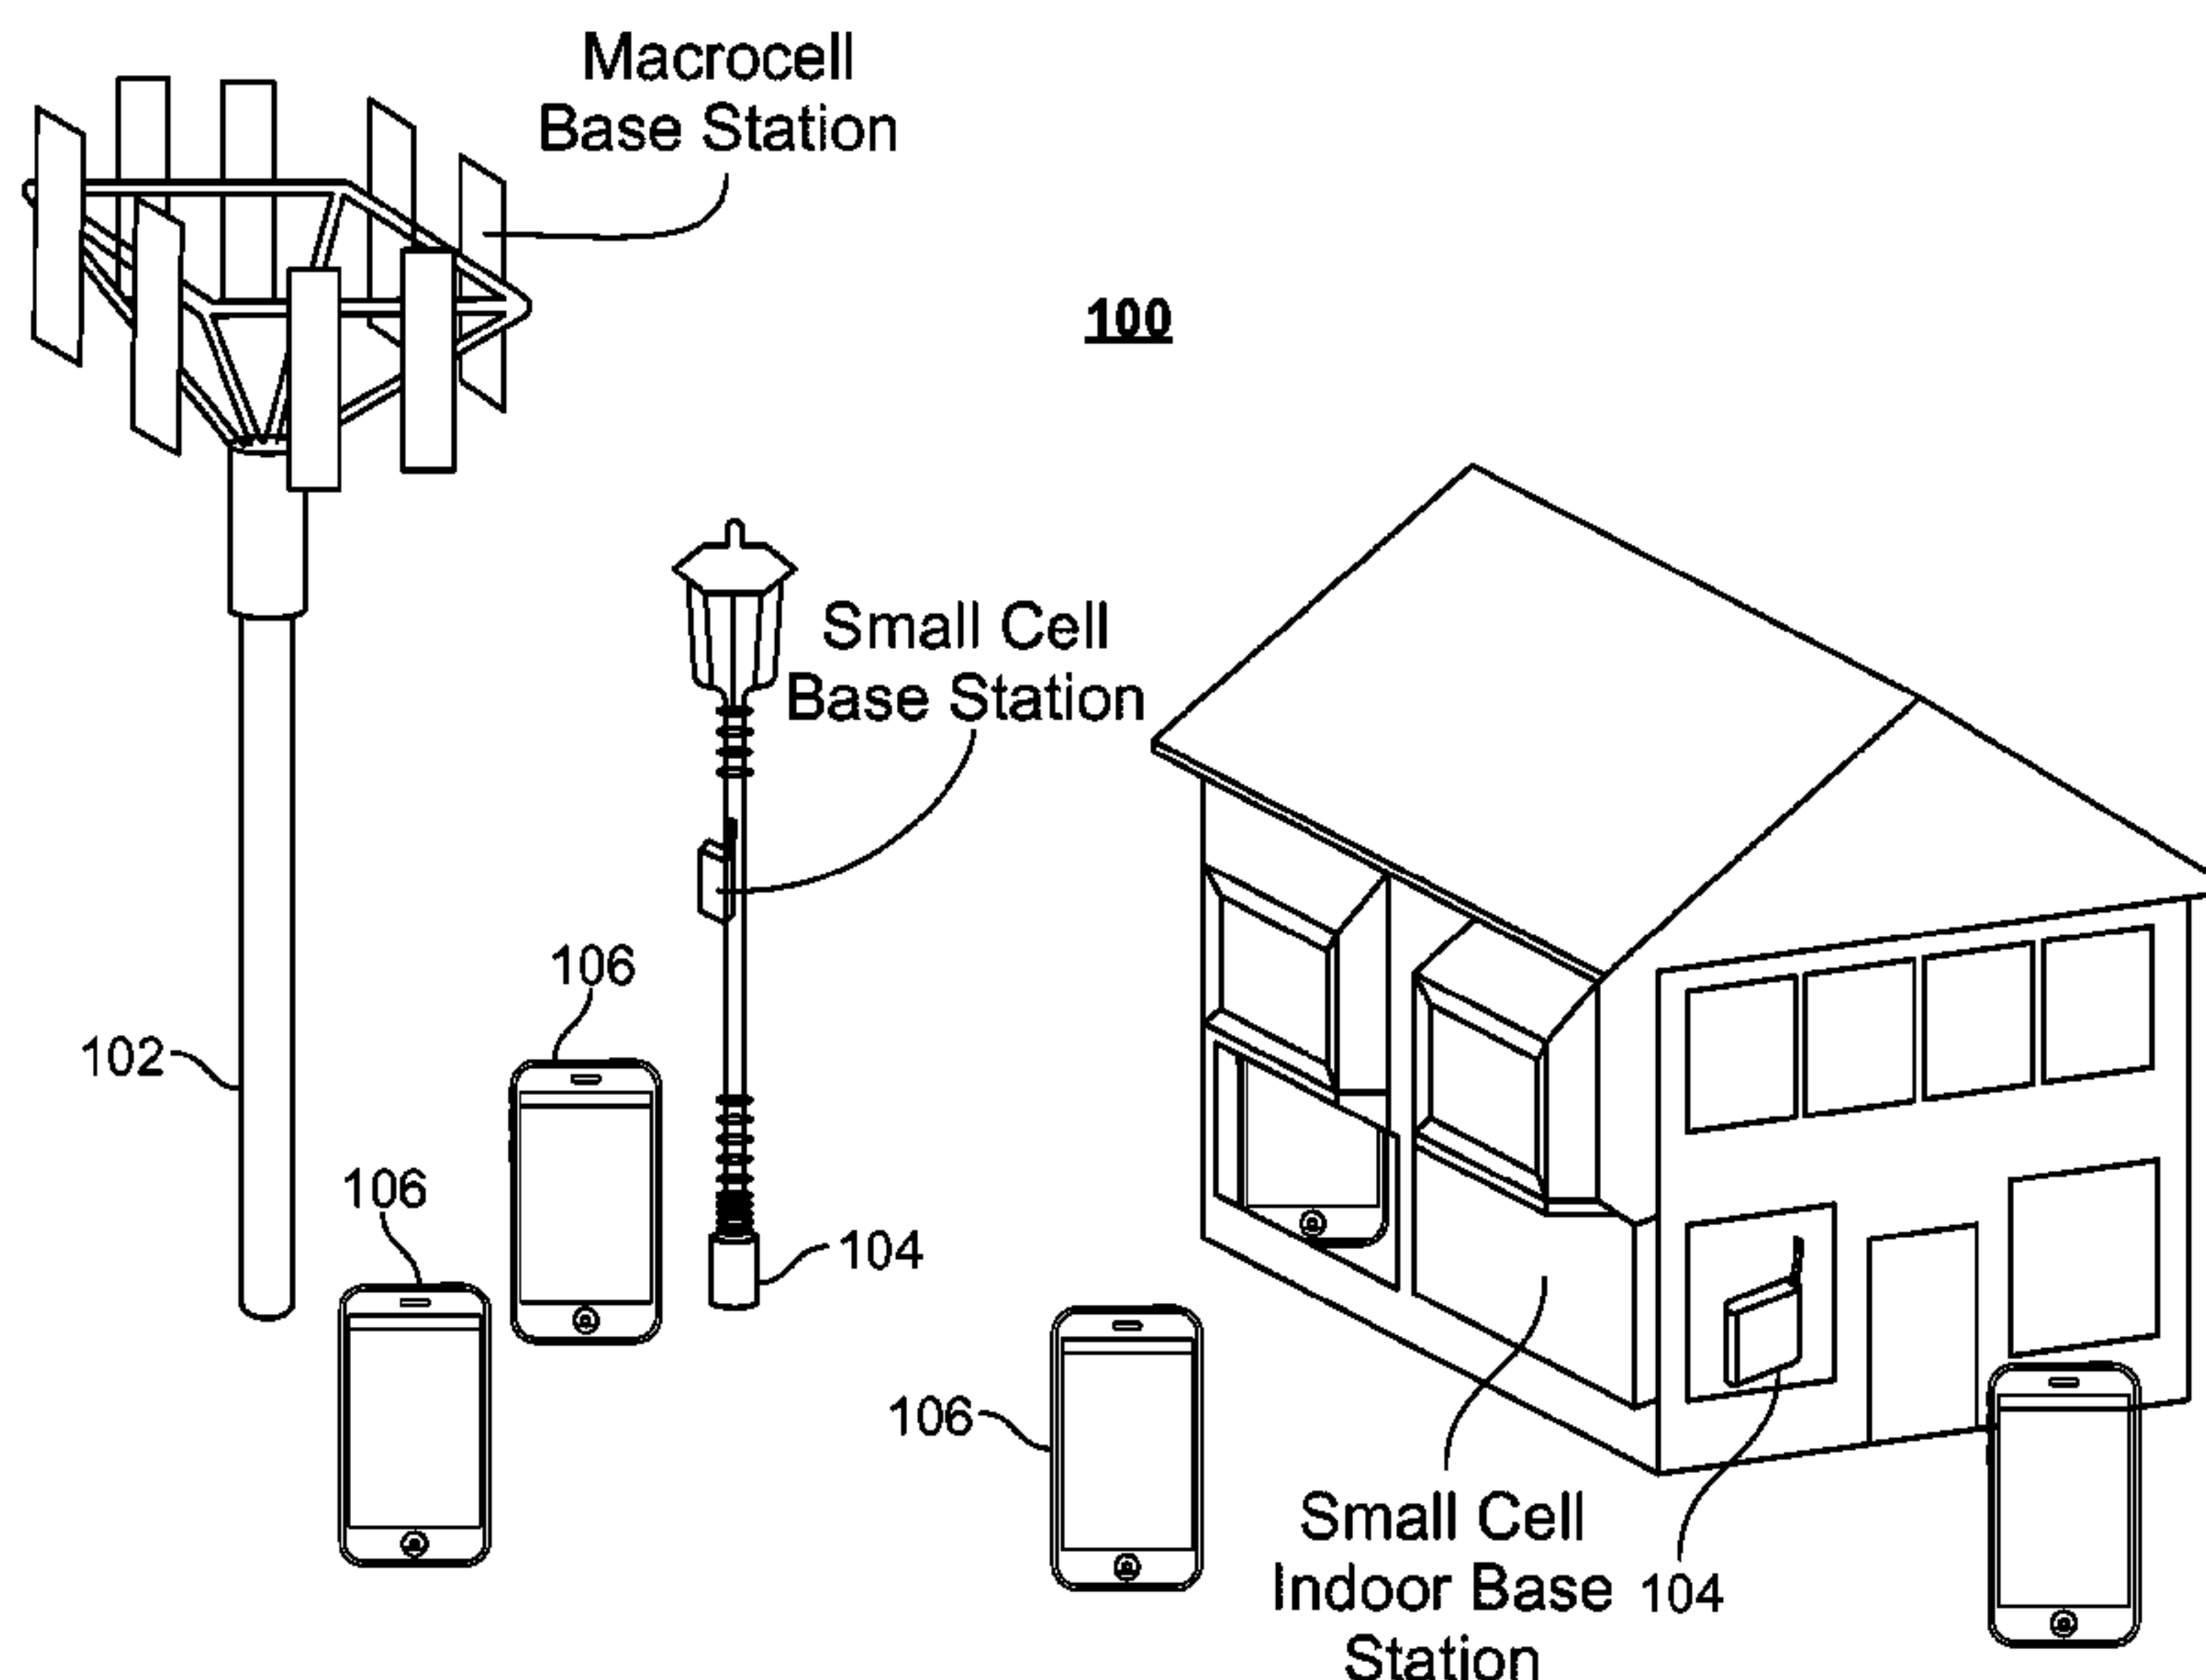 Macrocell
Base Station
100
Small Cell
Base Station
106
102
106
104
106
Small Cell
Indoor Base
Station
104